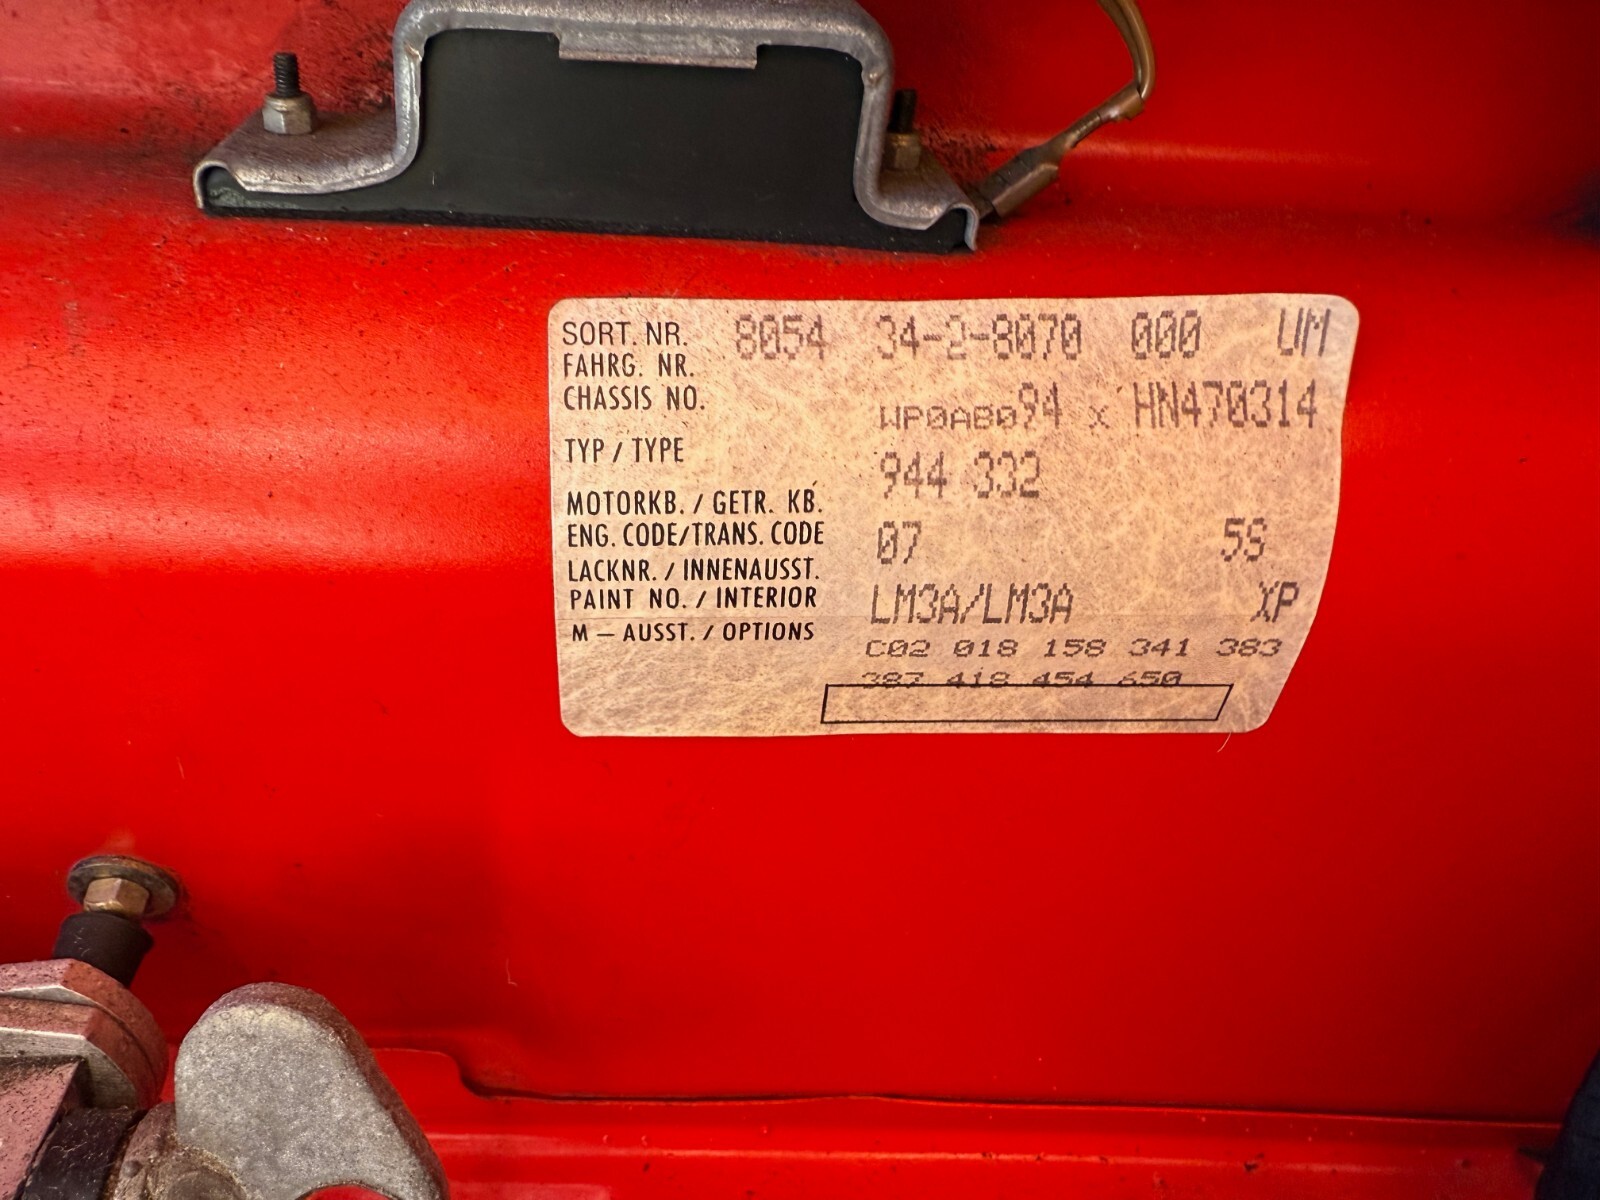 SORT. NR. 8054 34-2-8070 000 UM
FAHRG. NR.
CHASSIS NO. WP0AB094 x HN470314
TYP / TYPE 944 332
MOTORKB. / GETR. KB.
ENG. CODE/TRANS. CODE 07 5S
LACKNR. / INNENAUSST.
PAINT NO. / INTERIOR LM3A/LM3A XP
M – AUSST. / OPTIONS C02 018 158 341 383
387 418 454 650